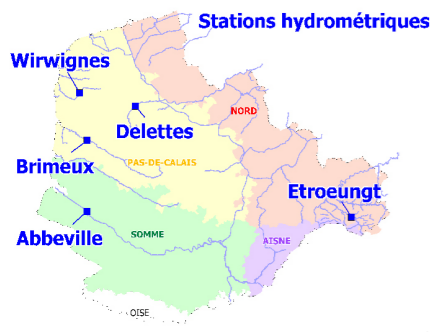 Stations hydrométriques
Wirwignes
NORD
Delettes
PAS-DE-CALAIS
Brimeux
Etroeungt
Abbeville
SOMME
AISNE
OISE